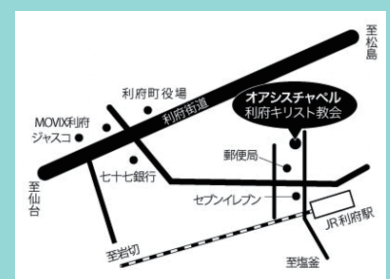 至松島
利府町役場
利府街道
MOVIX利府
ジャスコ
オアシスチャペル
利府キリスト教会
郵便局
七十七銀行
至仙台
セブンイレブン
JR利府駅
至岩切
至塩釜